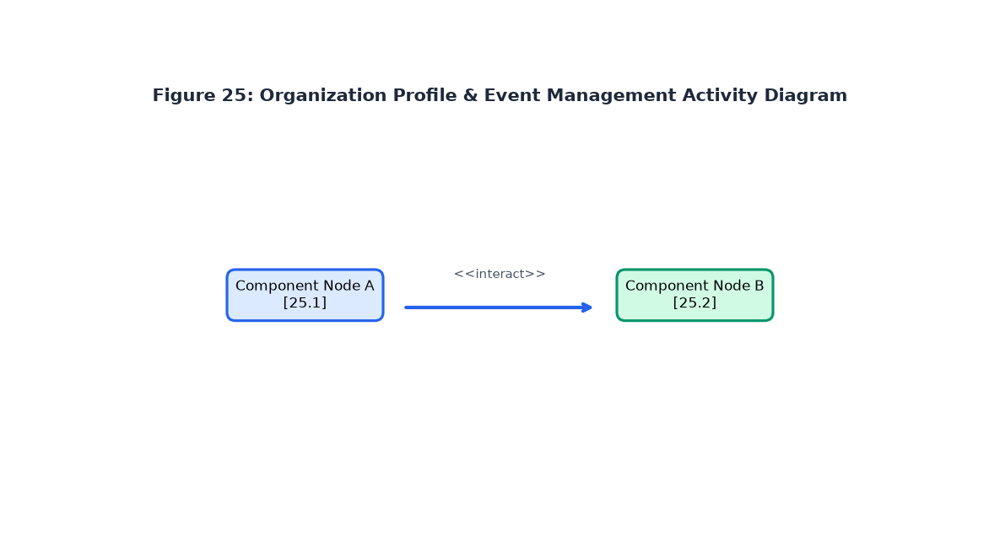 Figure 25: Organization Profile & Event Management Activity Diagram
<<interact>>
Component Node A
[25.1]
Component Node B
[25.2]